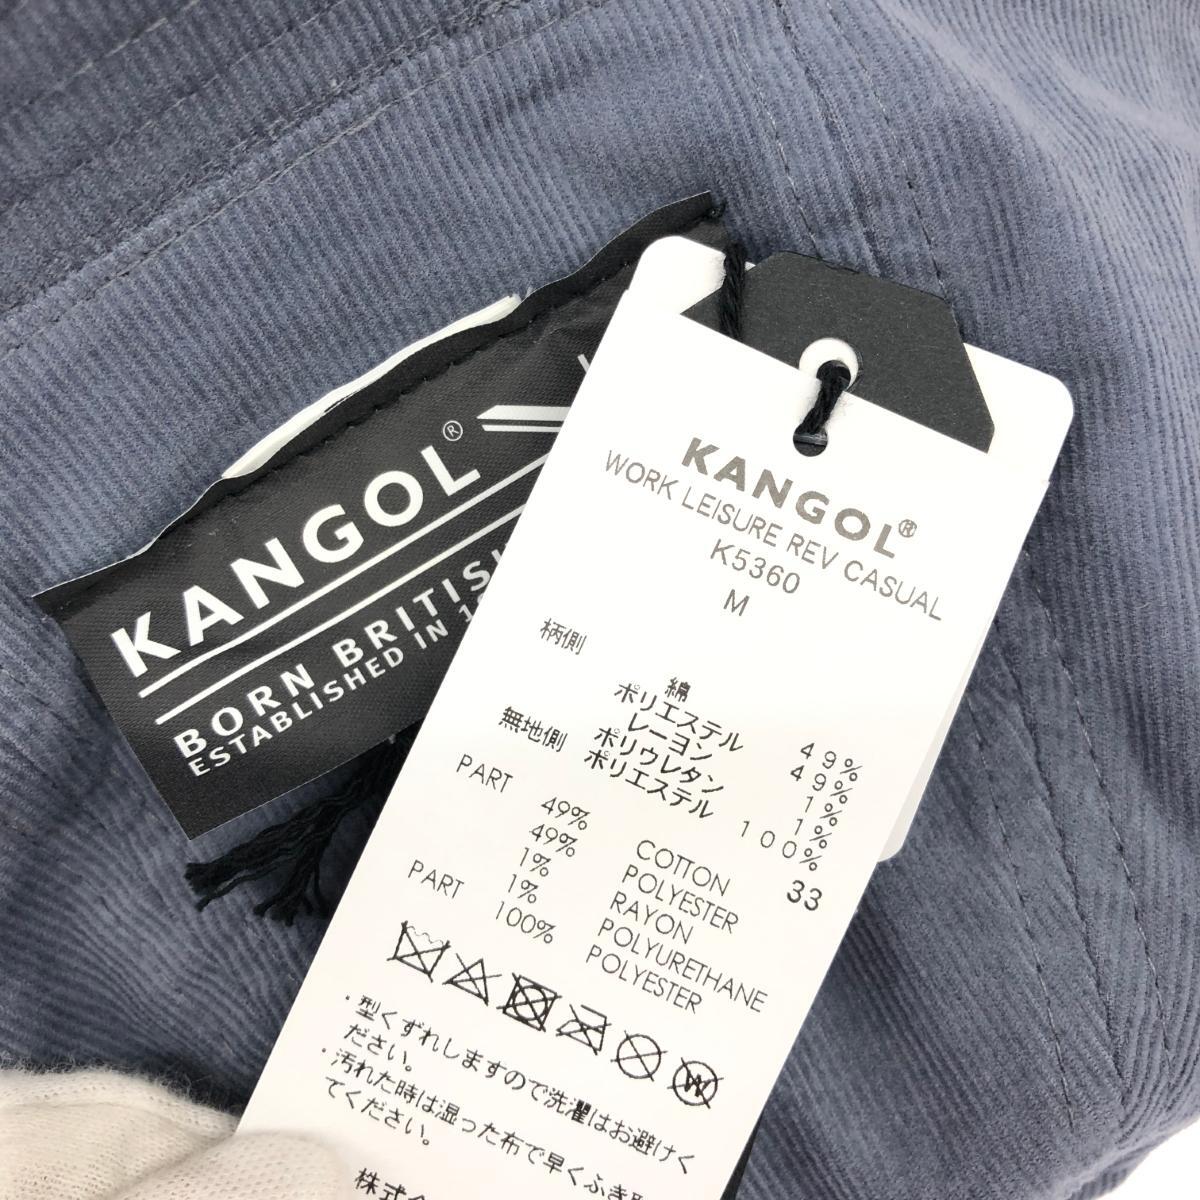 KANGOL®
BORN BRITISH
ESTABLISHED IN
KANGOL®
WORK LEISURE REV CASUAL
K5360
M
柄側
綿 49%
ポリエステル 49%
レーヨン 1%
ポリウレタン 1%
無地側 ポリエステル 100%
33
PART 49% COTTON
49% POLYESTER
1% RAYON
1% POLYURETHANE
PART 100% POLYESTER
W
・型くずれしますので洗濯はお避けく
ださい。
・汚れた時は湿った布で早くふき
てください。
株式